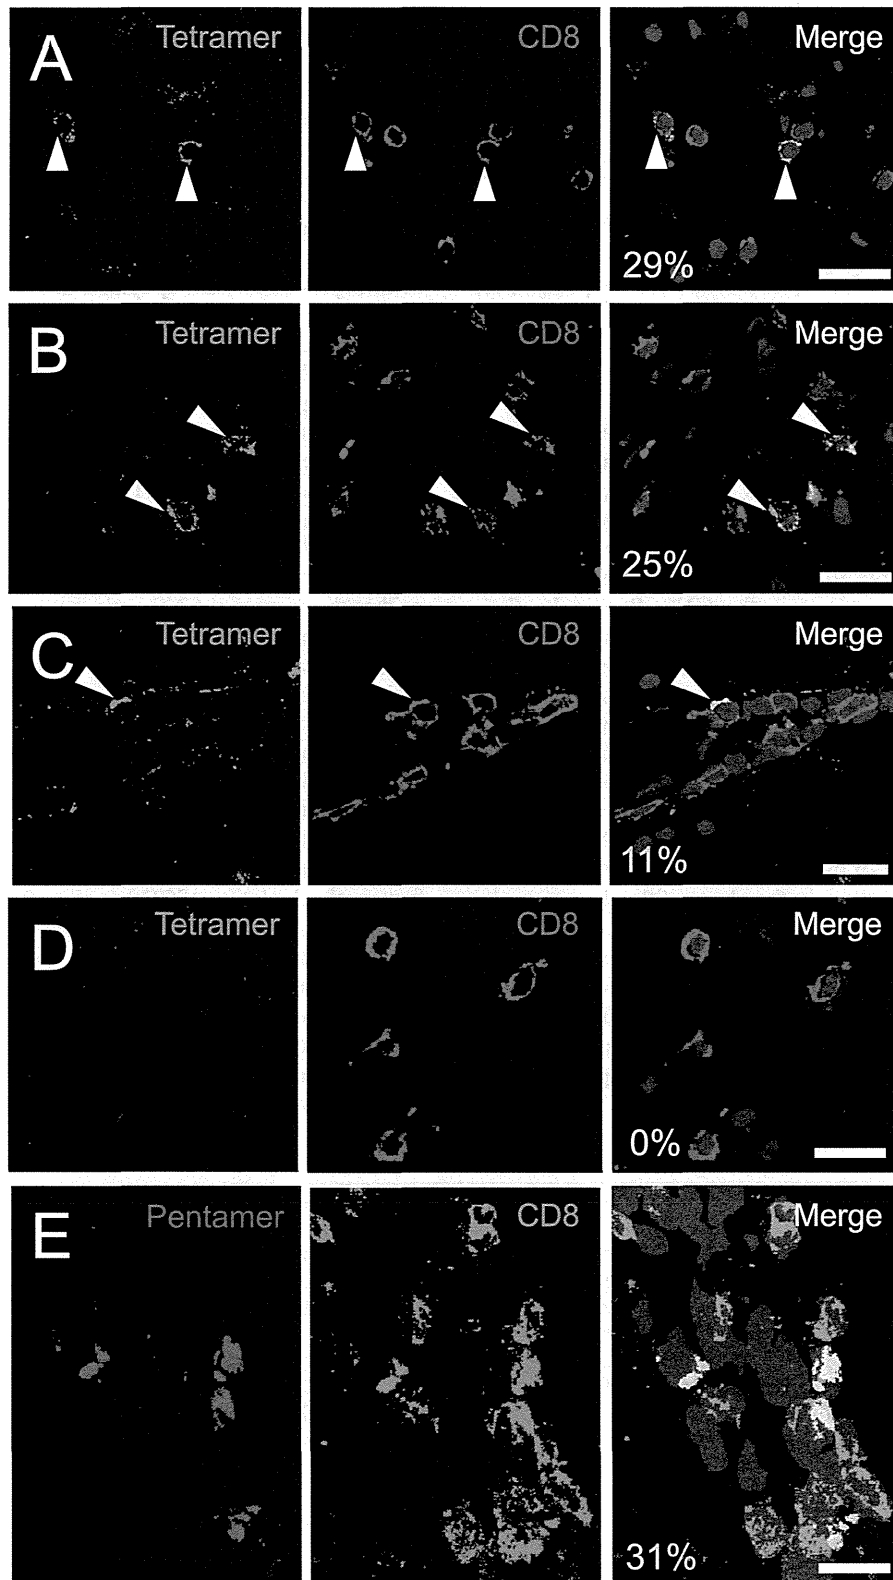 A Tetramer CD8 Merge
29%
B Tetramer CD8 Merge
25%
C Tetramer CD8 Merge
11%
D Tetramer CD8 Merge
0%
E Pentamer CD8 Merge
31%